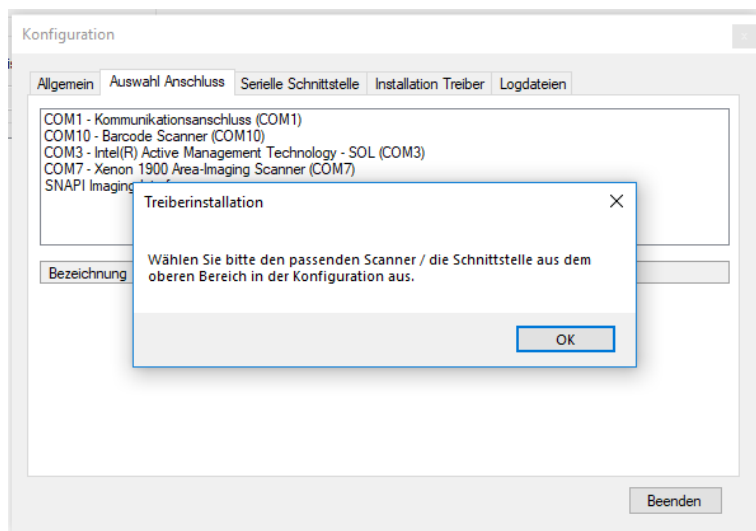 Konfiguration
x
Allgemein Auswahl Anschluss Serielle Schnittstelle Installation Treiber Logdateien
COM1 - Kommunikationsanschluss (COM1)
COM10 - Barcode Scanner (COM10)
COM3 - Intel(R) Active Management Technology - SOL (COM3)
COM7 - Xenon 1900 Area-Imaging Scanner (COM7)
SNAPI Imaging
Treiberinstallation
Wählen Sie bitte den passenden Scanner / die Schnittstelle aus dem
oberen Bereich in der Konfiguration aus.
OK
Bezeichnung
Beenden